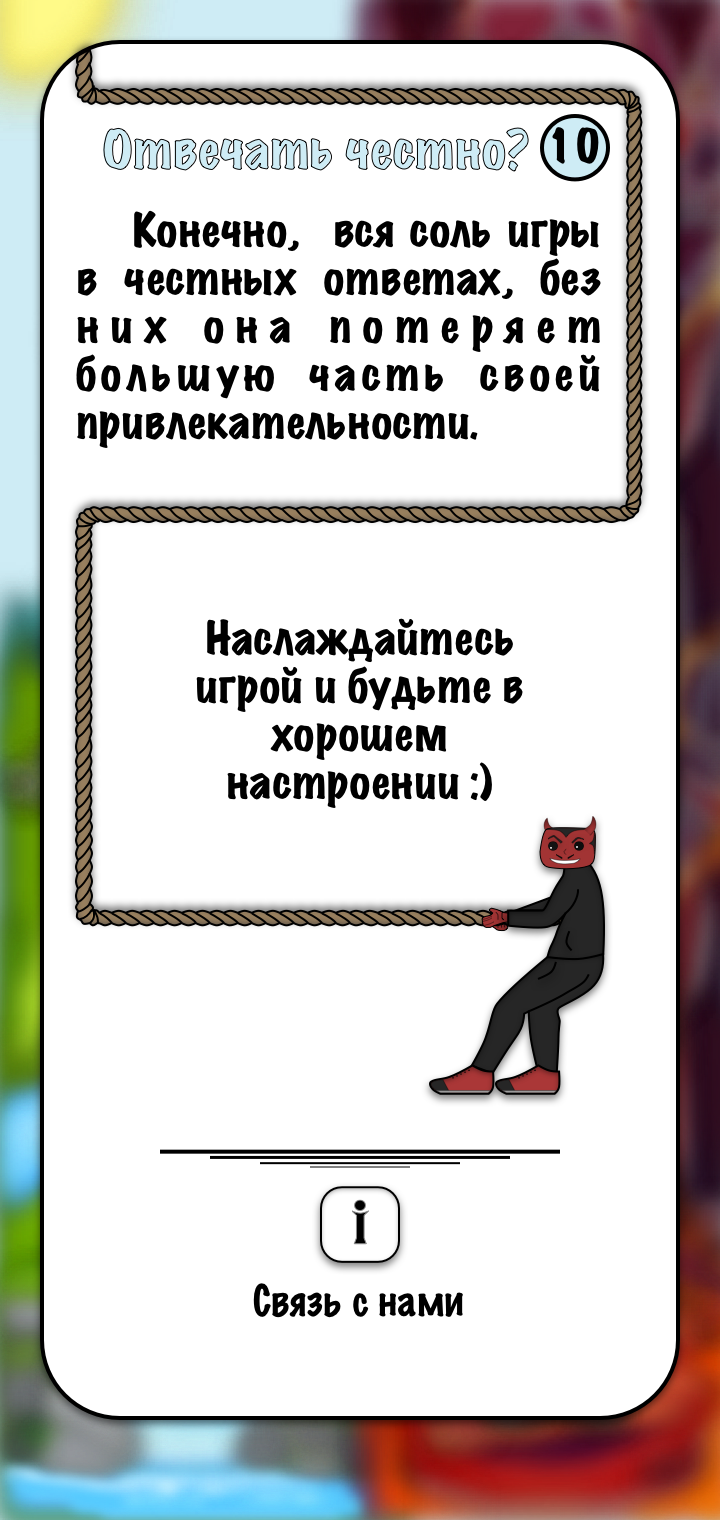 Отвечать честно? 10
Конечно, вся соль игры
в честных ответах, без
них она потеряет
большую часть своей
привлекательности.
Наслаждайтесь
игрой и будьте в
хорошем
настроении :)
i
Связь с нами